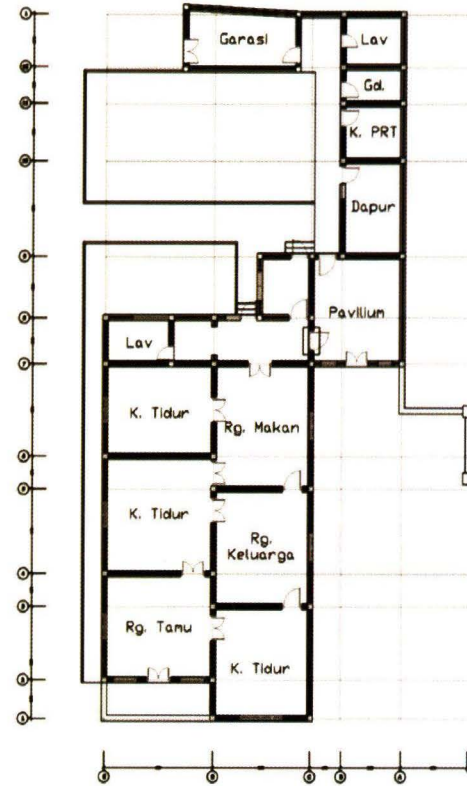 Garasi
Lav
Gd.
K. PRT
Dapur
Pavilium
Lav
K. Tidur
Rg. Makan
K. Tidur
Rg.
Keluarga
Rg. Tamu
K. Tidur